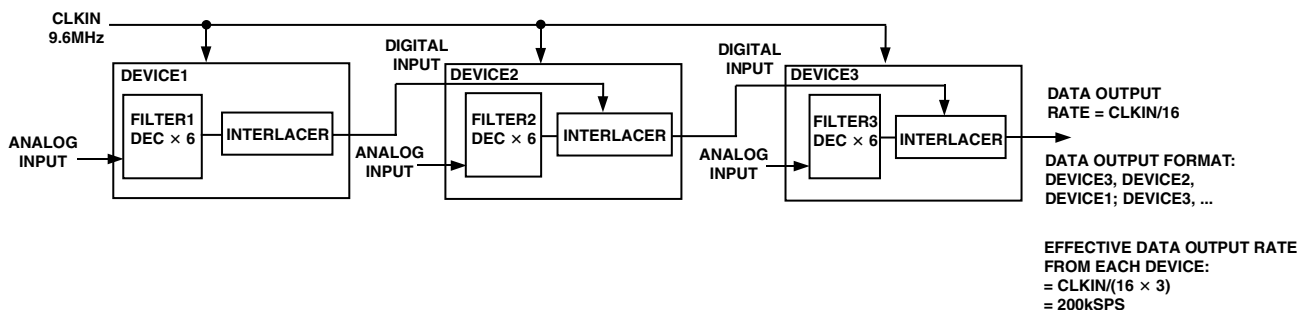 CLKIN
9.6MHz
DIGITAL
INPUT
DIGITAL
INPUT
DEVICE1
DEVICE2
DEVICE3
DATA OUTPUT
RATE = CLKIN/16
FILTER1
DEC × 6
INTERLACER
FILTER2
DEC × 6
INTERLACER
FILTER3
DEC × 6
INTERLACER
ANALOG
INPUT
ANALOG
INPUT
ANALOG
INPUT
DATA OUTPUT FORMAT:
DEVICE3, DEVICE2,
DEVICE1; DEVICE3, ...
EFFECTIVE DATA OUTPUT RATE
FROM EACH DEVICE:
= CLKIN/(16 × 3)
= 200kSPS